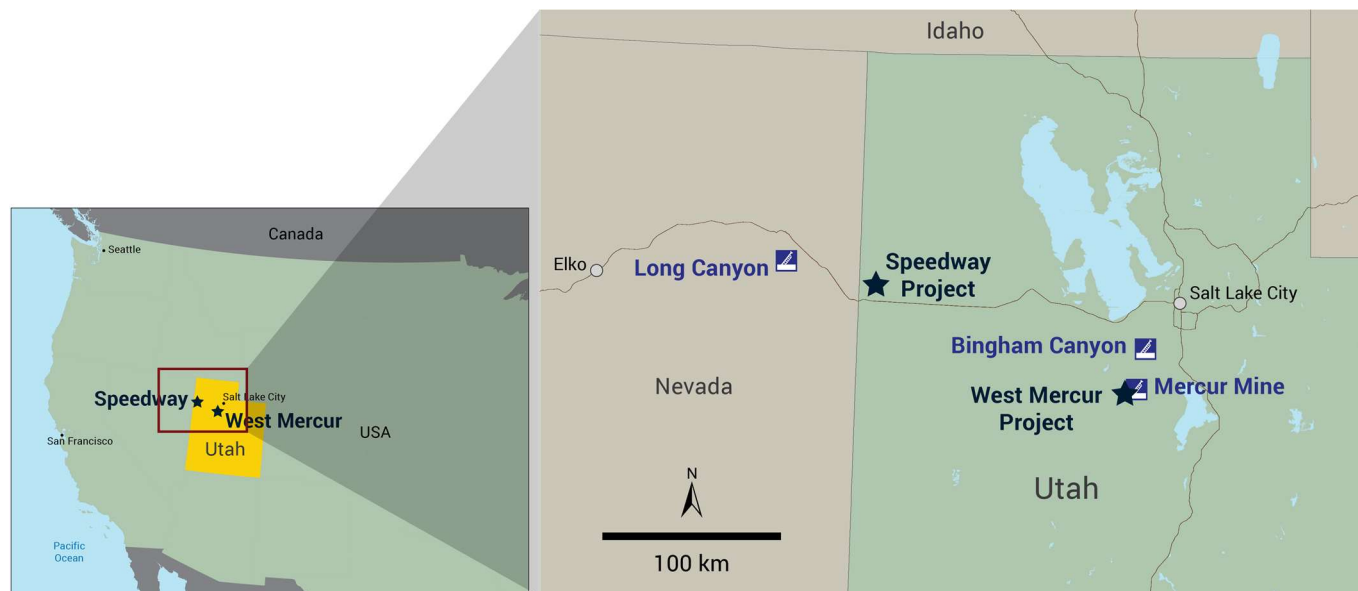 Canada
Seattle
Speedway
Salt Lake City
West Mercur
San Francisco
USA
Utah
Pacific
Ocean
Idaho
Elko
Long Canyon
Speedway
Project
Salt Lake City
Bingham Canyon
Nevada
West Mercur
Project
Mercur Mine
N
Utah
100 km